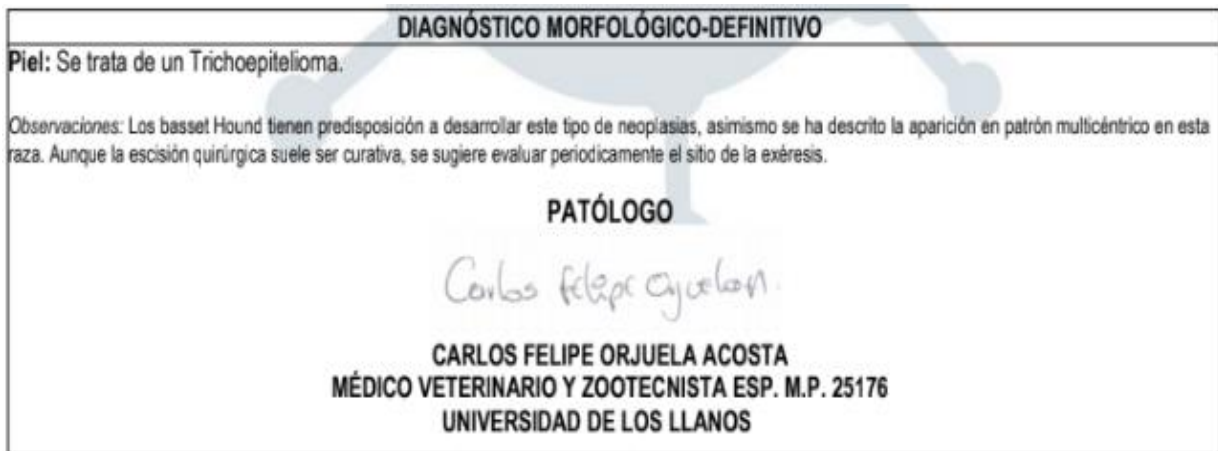 DIAGNÓSTICO MORFOLÓGICO-DEFINITIVO
Piel: Se trata de un Trichoepitelioma.
Observaciones: Los basset Hound tienen predisposición a desarrollar este tipo de neoplasias, asimismo se ha descrito la aparición en patrón multicéntrico en esta
raza. Aunque la escisión quirúrgica suele ser curativa, se sugiere evaluar periodicamente el sitio de la exéresis.
PATÓLOGO
Carlos Felipe Orjuela A.
CARLOS FELIPE ORJUELA ACOSTA
MÉDICO VETERINARIO Y ZOOTECNISTA ESP. M.P. 25176
UNIVERSIDAD DE LOS LLANOS